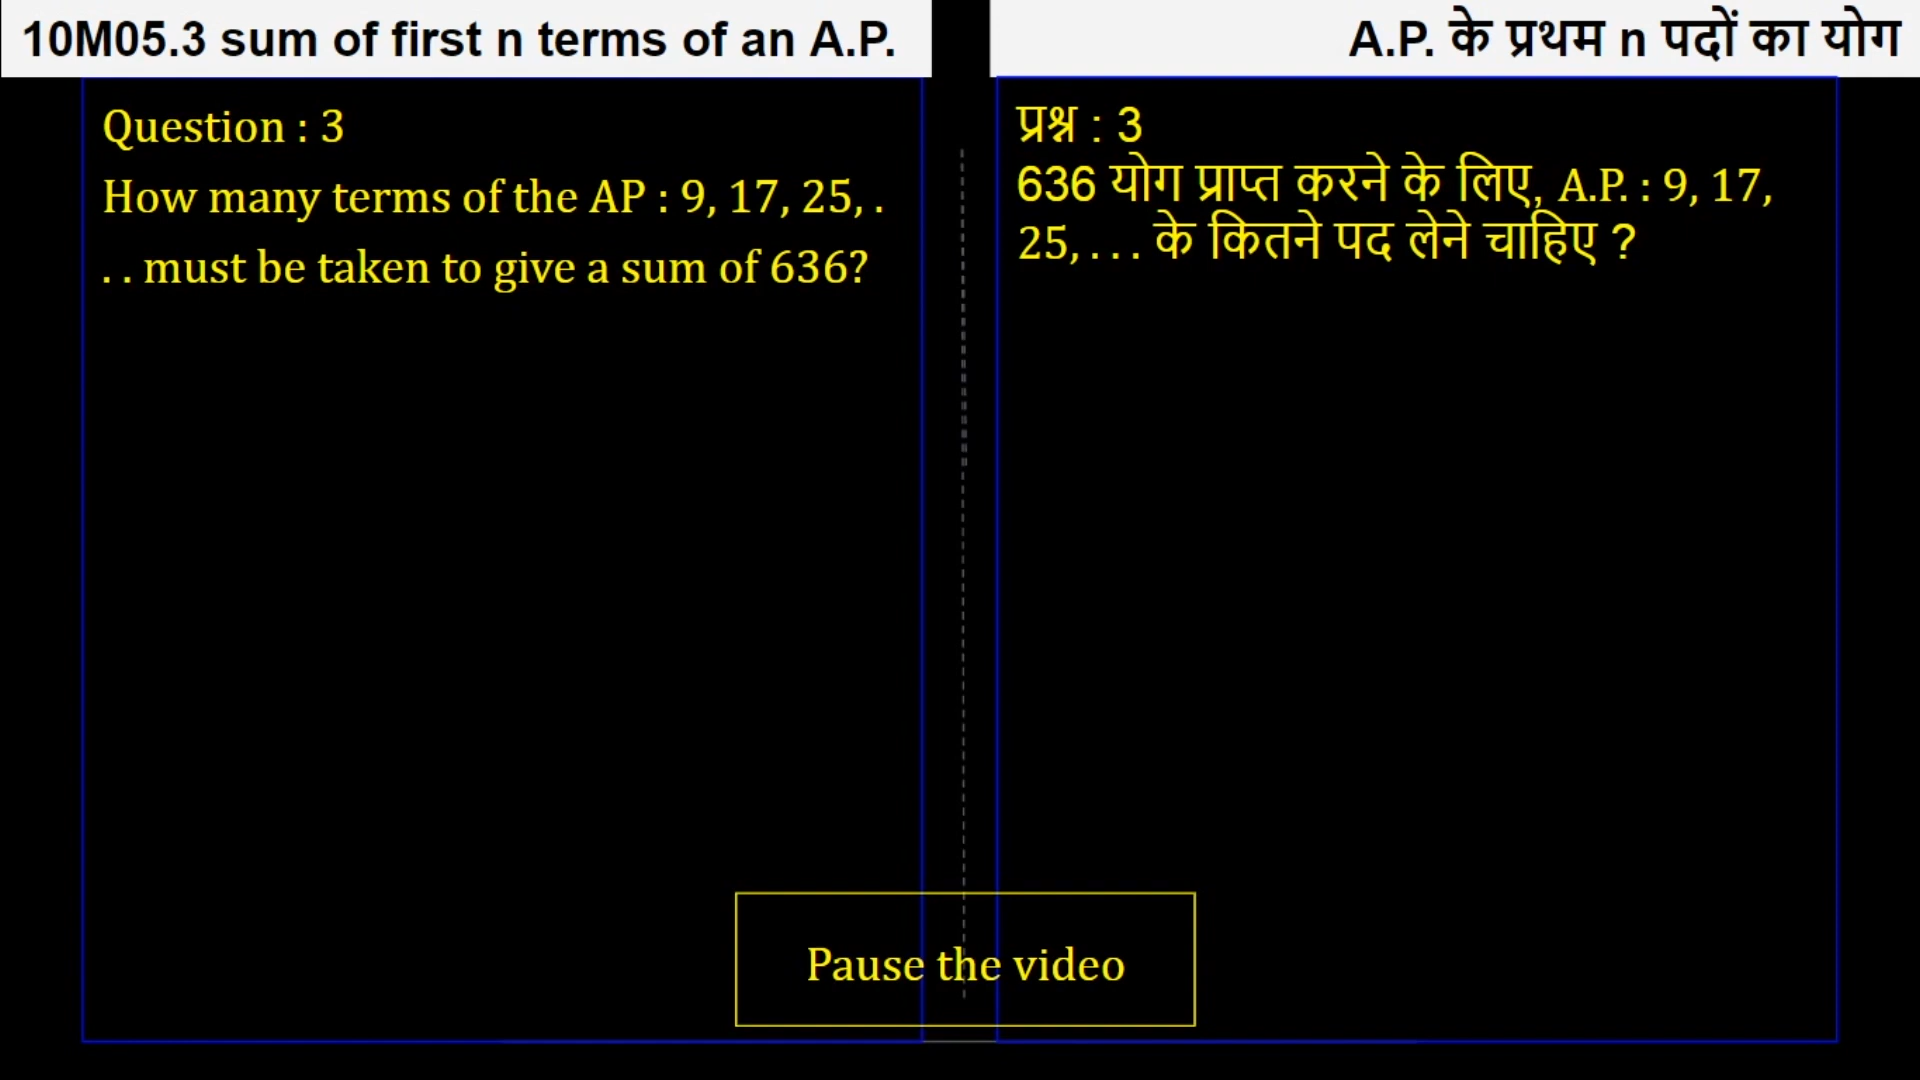 10M05.3 sum of first n terms of an A.P.
A.P. के प्रथम n पदों का योग
Question : 3
How many terms of the AP : 9, 17, 25, .
. . must be taken to give a sum of 636?
प्रश्न : 3
636 योग प्राप्त करने के लिए, A.P. : 9, 17,
25, . . . के कितने पद लेने चाहिए ?
Pause the video